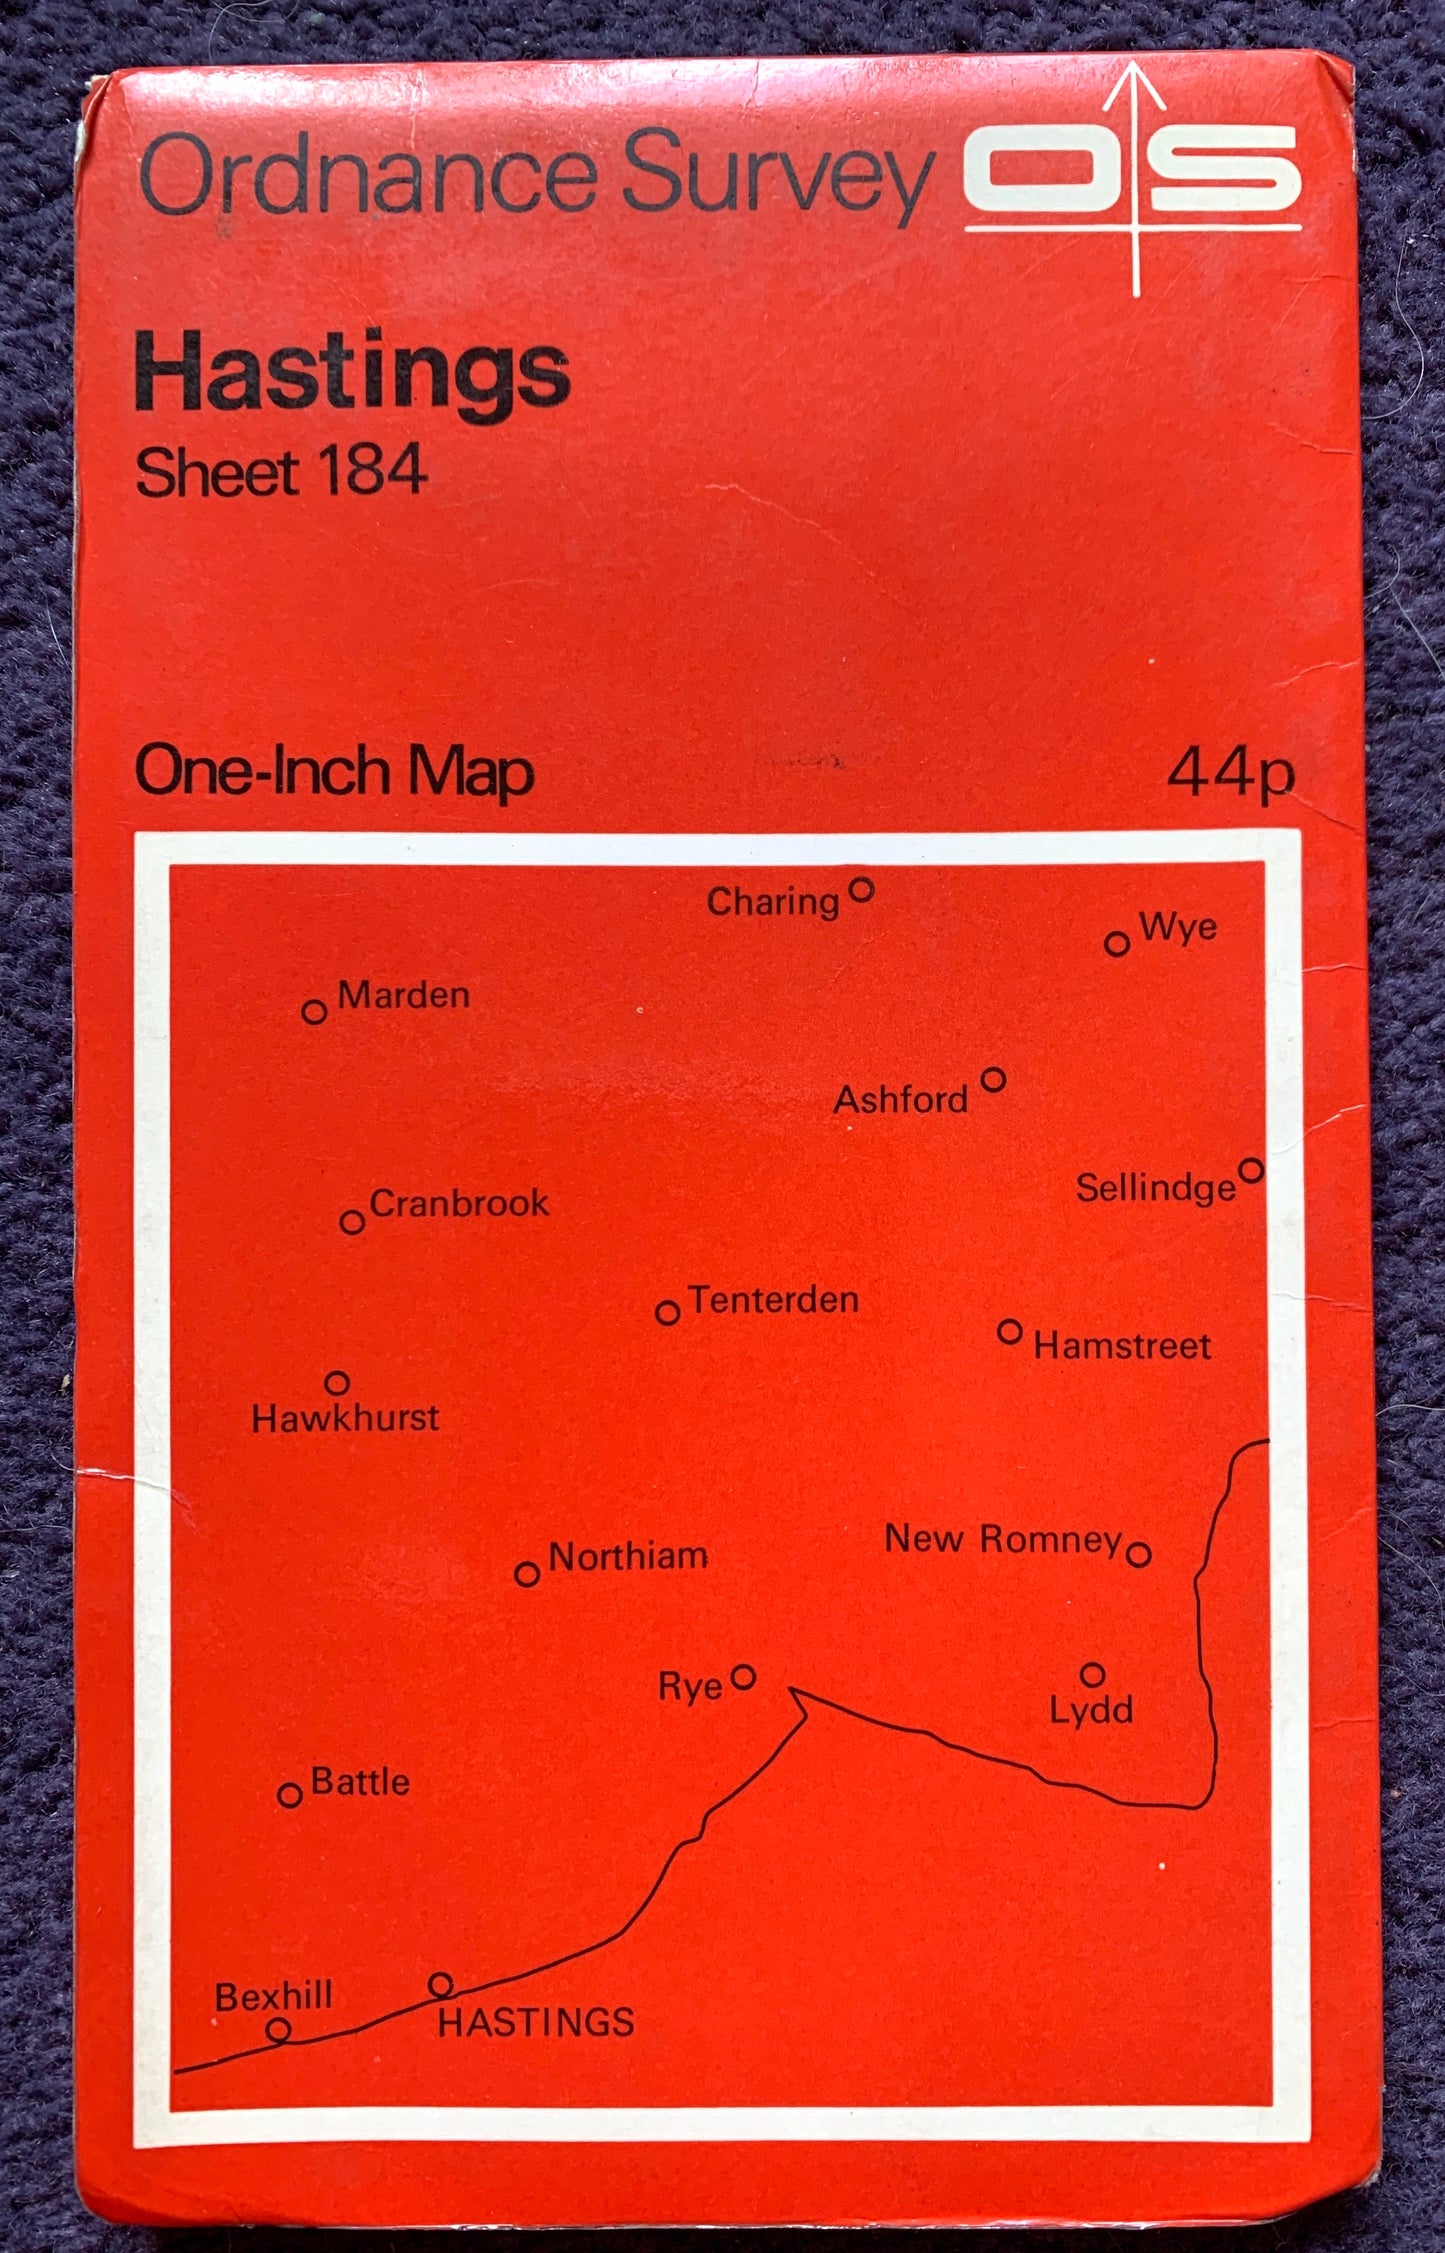 Ordnance Survey OS
Hastings
Sheet 184
One-Inch Map 44p
Charing
Wye
Marden
Ashford
Sellindge
Cranbrook
Tenterden
Hamstreet
Hawkhurst
New Romney
Northiam
Rye
Lydd
Battle
Bexhill
HASTINGS